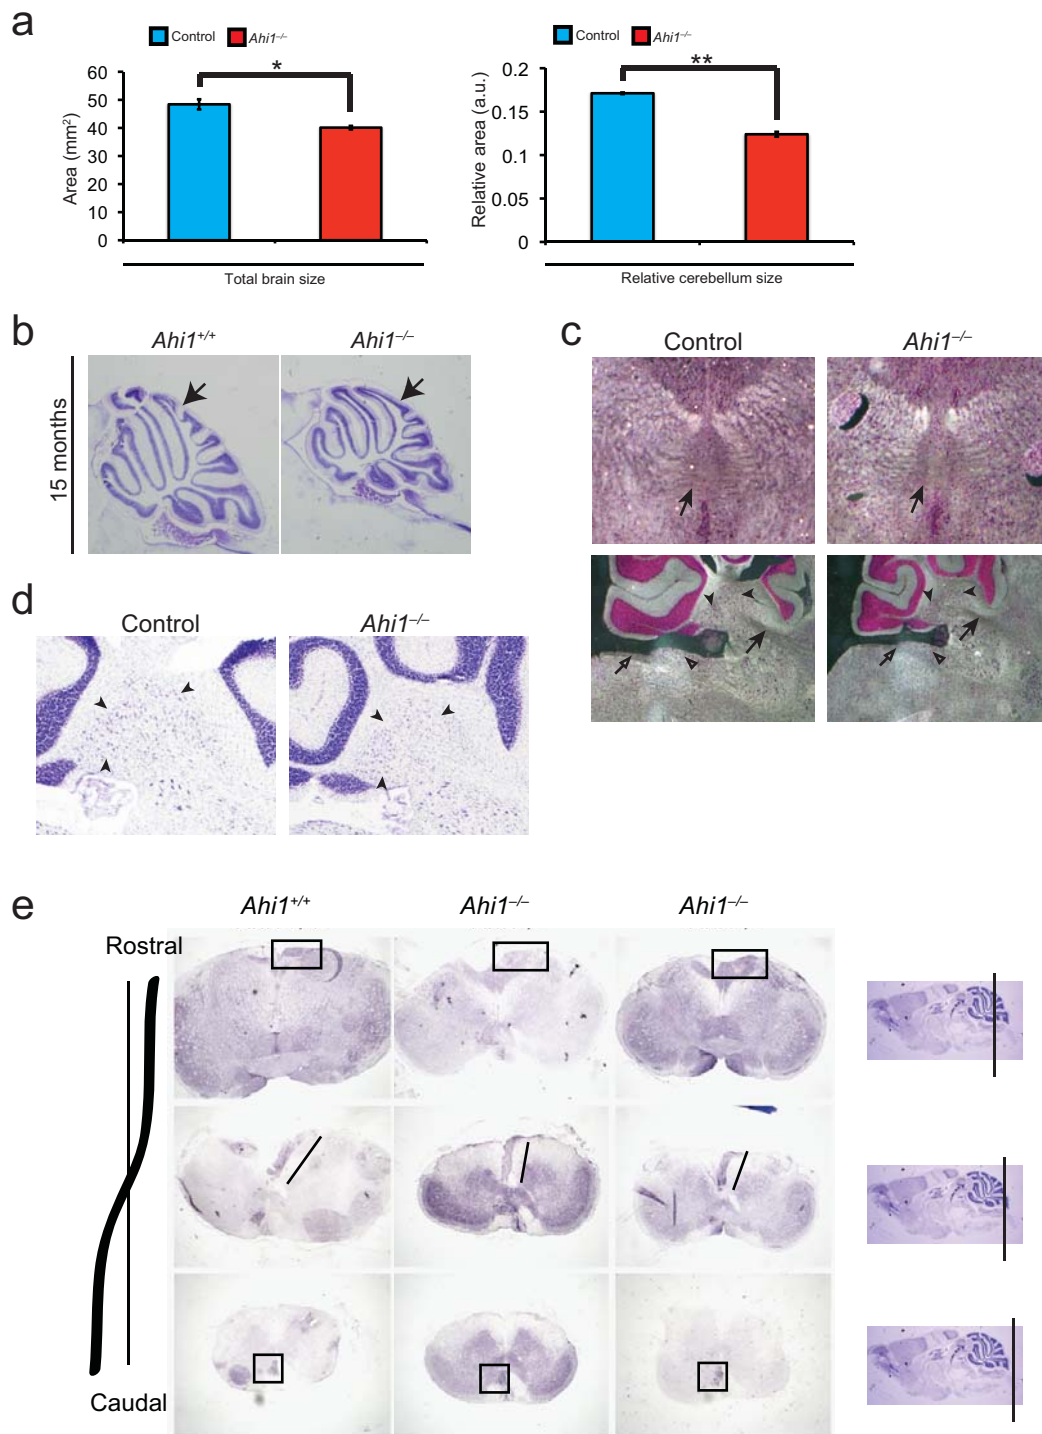 a
Control Ahi1–/–
*
60
50
40
30
20
10
0
Area (mm2)
Total brain size
Control Ahi1–/–
**
0.2
0.15
0.1
0.05
0
Relative area (a.u.)
Relative cerebellum size
b
Ahi1+/+ Ahi1–/–
15 months
c
Control Ahi1–/–
d
Control Ahi1–/–
e
Ahi1+/+ Ahi1–/– Ahi1–/–
Rostral
Caudal